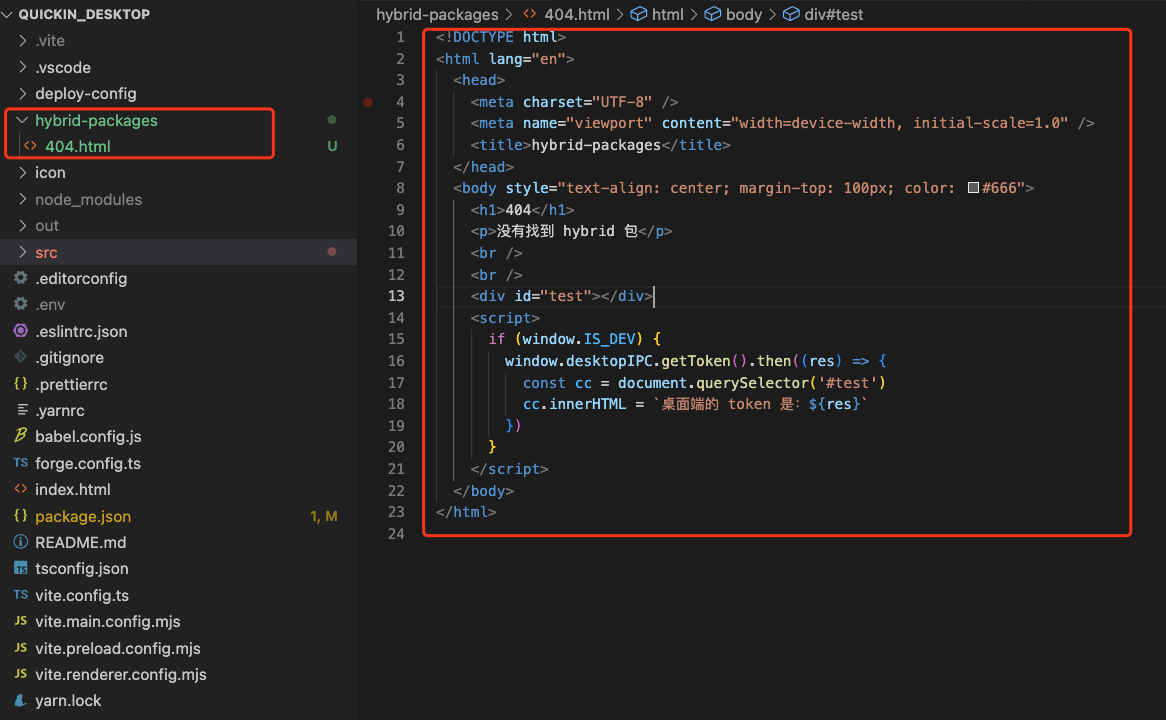 QUICKIN_DESKTOP
.vite
.vscode
deploy-config
hybrid-packages
404.html U
icon
node_modules
out
src
.editorconfig
.env
.eslintrc.json
.gitignore
.prettierrc
.yarnrc
babel.config.js
TS forge.config.ts
index.html
package.json 1, M
README.md
tsconfig.json
TS vite.config.ts
JS vite.main.config.mjs
JS vite.preload.config.mjs
JS vite.renderer.config.mjs
yarn.lock
hybrid-packages > 404.html > html > body > div#test
1 <!DOCTYPE html>
2 <html lang="en">
3 <head>
4 <meta charset="UTF-8" />
5 <meta name="viewport" content="width=device-width, initial-scale=1.0" />
6 <title>hybrid-packages</title>
7 </head>
8 <body style="text-align: center; margin-top: 100px; color: #666">
9 <h1>404</h1>
10 <p>没有找到 hybrid 包</p>
11 <br />
12 <br />
13 <div id="test"></div>
14 <script>
15 if (window.IS_DEV) {
16 window.desktopIPC.getToken().then((res) => {
17 const cc = document.querySelector('#test')
18 cc.innerHTML = `桌面端的 token 是：${res}`
19 })
20 }
21 </script>
22 </body>
23 </html>
24